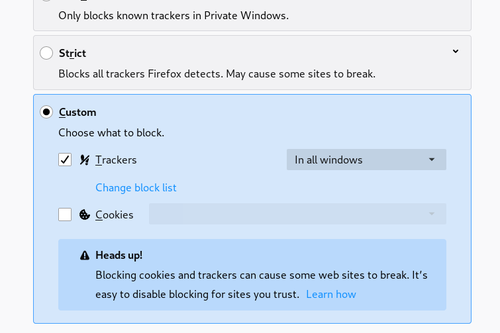 Only blocks known trackers in Private Windows.
Strict
Blocks all trackers Firefox detects. May cause some sites to break.
Custom
Choose what to block.
Trackers In all windows
Change block list
Cookies
Heads up!
Blocking cookies and trackers can cause some web sites to break. It’s
easy to disable blocking for sites you trust. Learn how